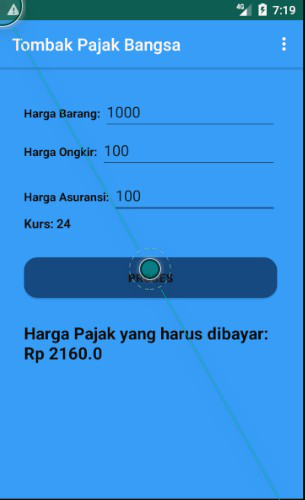 4G 7:19
Tombak Pajak Bangsa
Harga Barang: 1000
Harga Ongkir: 100
Harga Asuransi: 100
Kurs: 24
PROSES
Harga Pajak yang harus dibayar:
Rp 2160.0